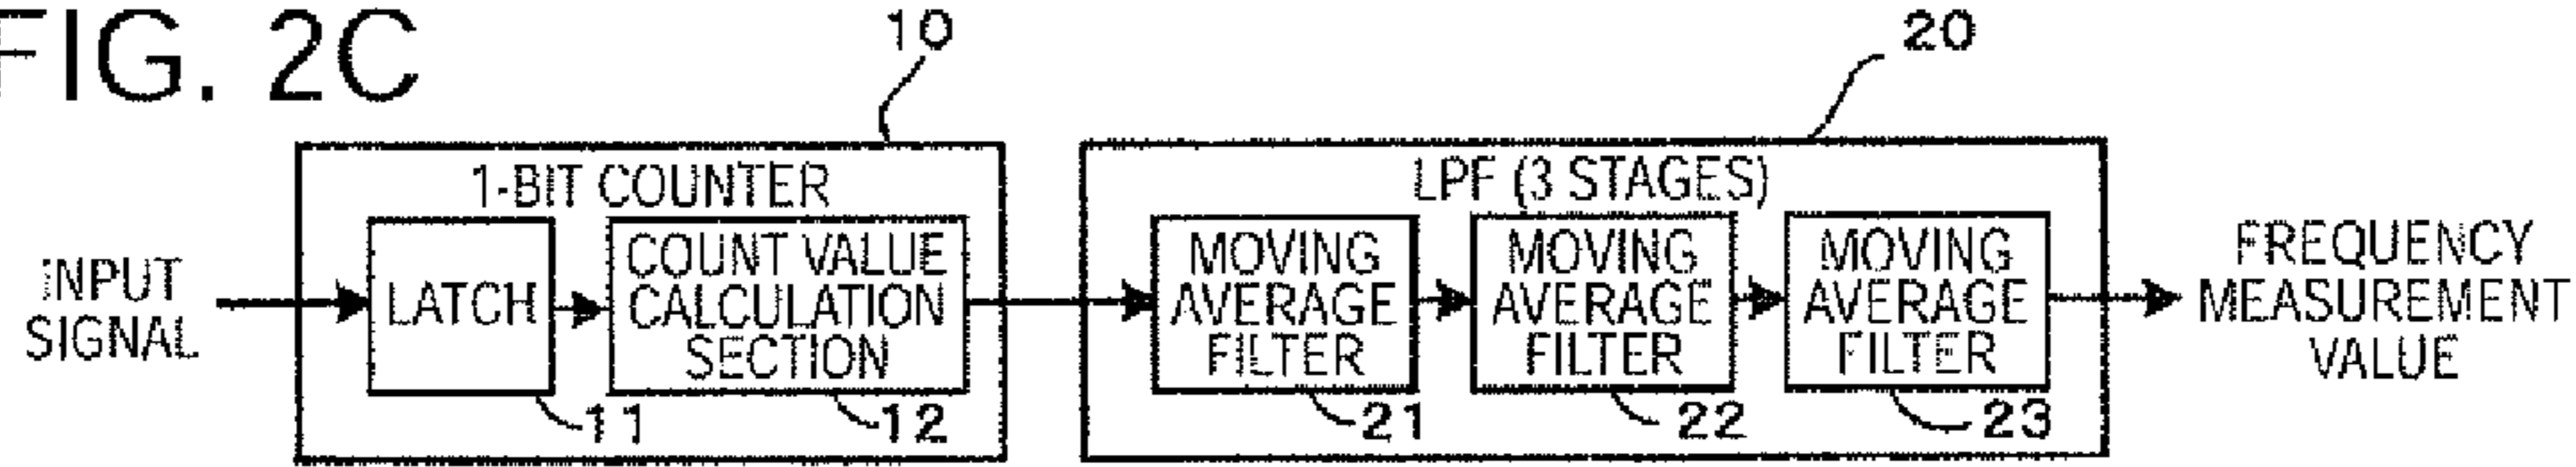 FIG. 2C
10
20
1-BIT COUNTER
LPF (3 STAGES)
INPUT
SIGNAL
LATCH
COUNT VALUE
CALCULATION
SECTION
MOVING
AVERAGE
FILTER
MOVING
AVERAGE
FILTER
MOVING
AVERAGE
FILTER
FREQUENCY
MEASUREMENT
VALUE
11
12
21
22
23